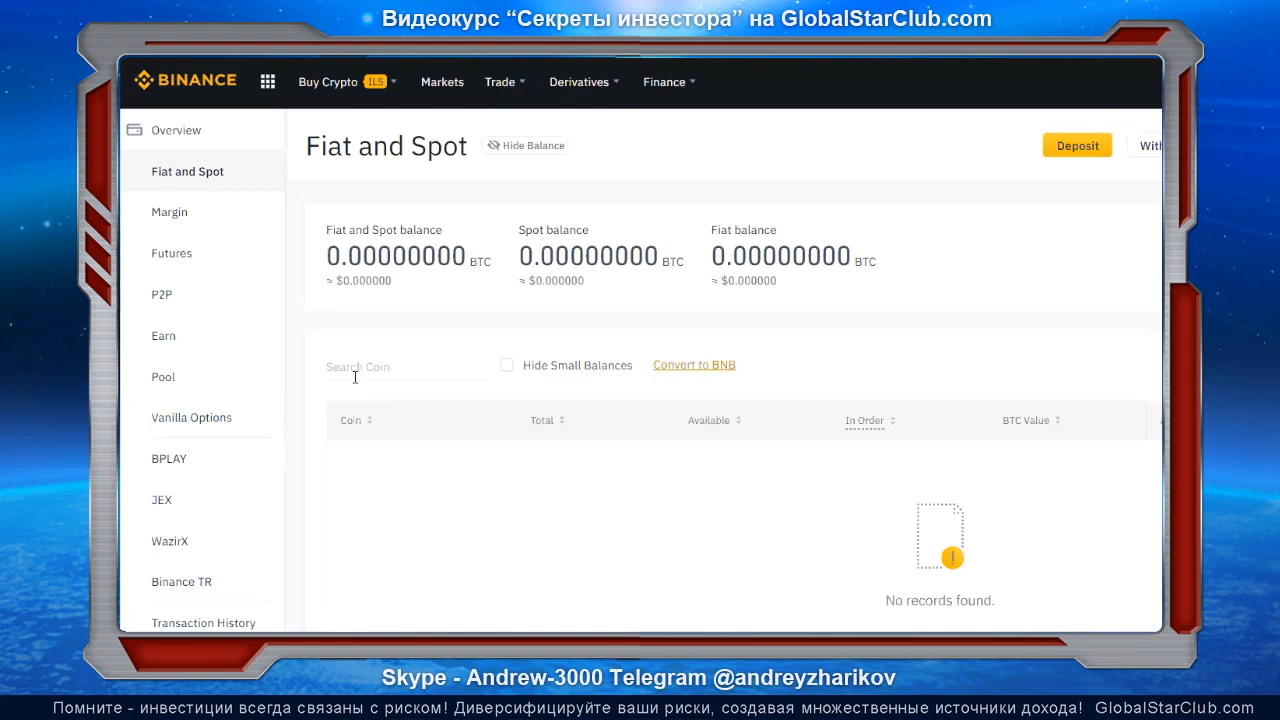 Видеокурс “Секреты инвестора” на GlobalStarClub.com
BINANCE
Buy Crypto ILS
Markets
Trade
Derivatives
Finance
Overview
Fiat and Spot
Margin
Futures
P2P
Earn
Pool
Vanilla Options
BPLAY
JEX
WazirX
Binance TR
Transaction History
Fiat and Spot
Hide Balance
Deposit
With
Fiat and Spot balance
0.00000000 BTC
≈ $0.000000
Spot balance
0.00000000 BTC
≈ $0.000000
Fiat balance
0.00000000 BTC
≈ $0.000000
Search Coin
Hide Small Balances
Convert to BNB
Coin
Total
Available
In Order
BTC Value
No records found.
Skype - Andrew-3000 Telegram @andreyzharikov
Помните - инвестиции всегда связаны с риском! Диверсифицируйте ваши риски, создавая множественные источники дохода! GlobalStarClub.com